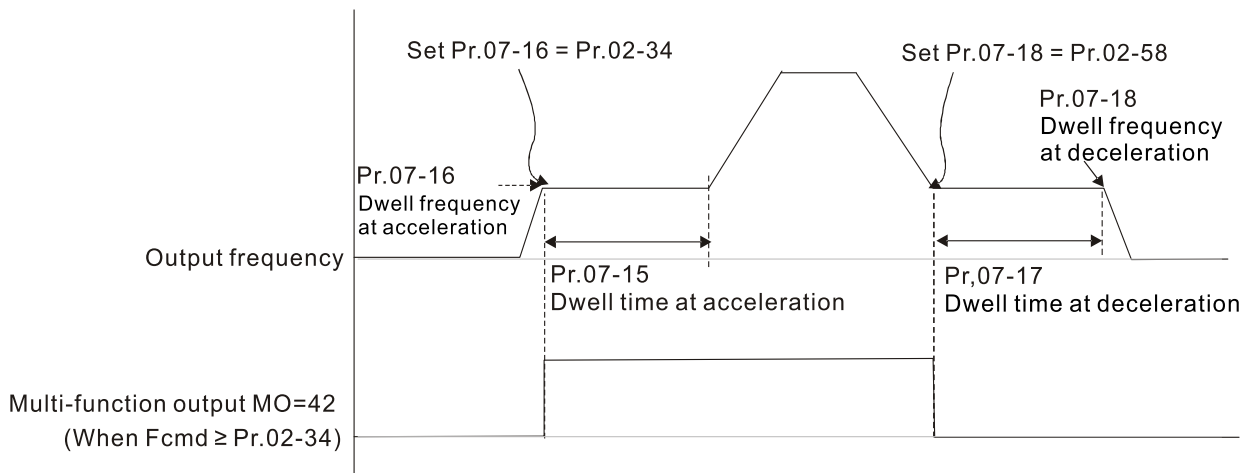 Set Pr.07-16 = Pr.02-34
Set Pr.07-18 = Pr.02-58
Pr.07-18
Dwell frequency
at deceleration
Pr.07-16
Dwell frequency
at acceleration
Output frequency
Pr.07-15
Dwell time at acceleration
Pr,07-17
Dwell time at deceleration
Multi-function output MO=42
(When Fcmd ≥ Pr.02-34)